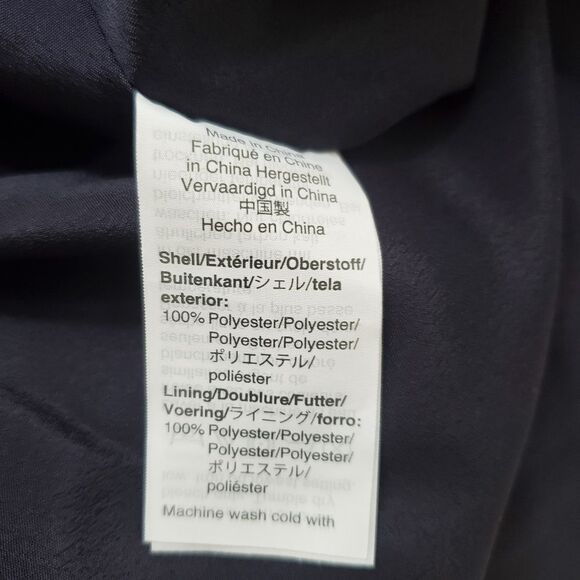 Made in China
Fabriqué en Chine
in China Hergestellt
Vervaardigd in China
中国製
Hecho en China
Shell/Extérieur/Oberstoff/
Buitenkant/シェル/tela
exterior:
100% Polyester/Polyester/
Polyester/Polyester/
ポリエステル/
poliéster
Lining/Doublure/Futter/
Voering/ライニング/forro:
100% Polyester/Polyester/
Polyester/Polyester/
ポリエステル/
poliéster
Machine wash cold with